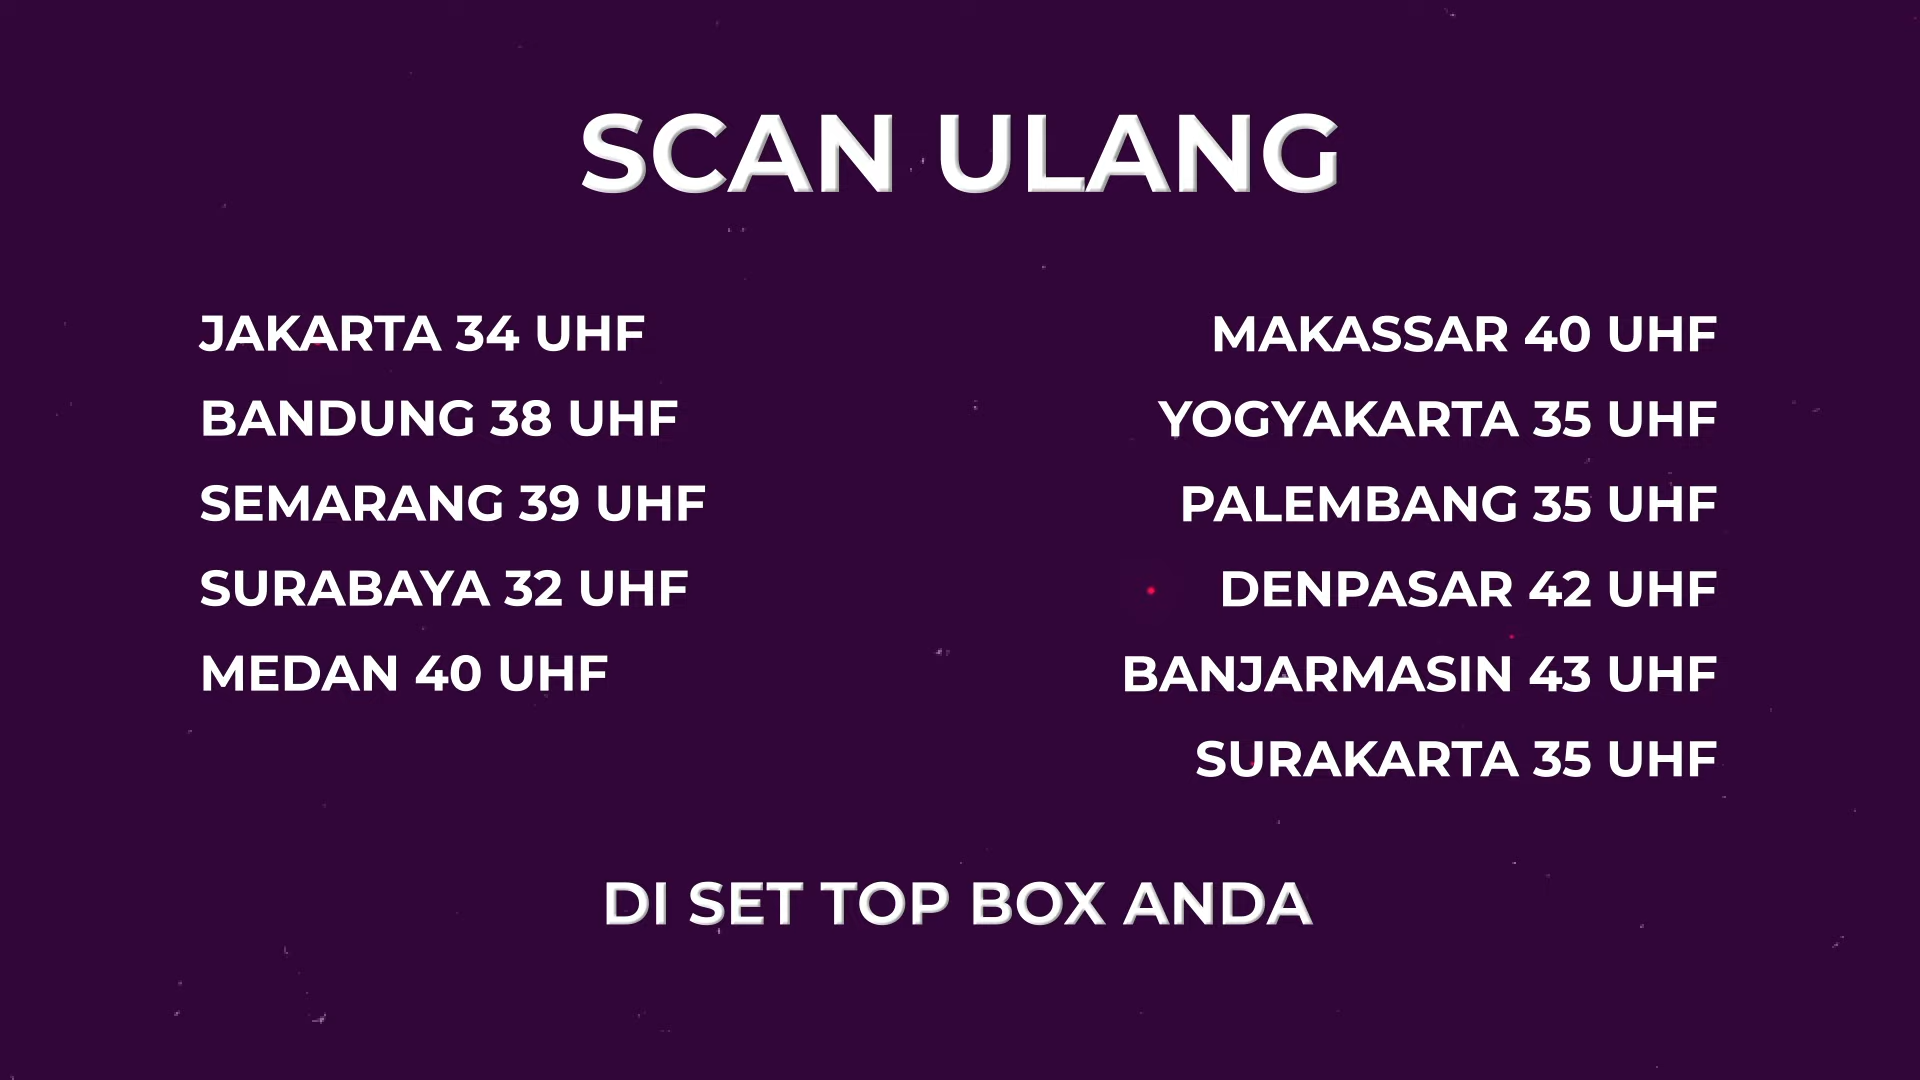 SCAN ULANG
JAKARTA 34 UHF
BANDUNG 38 UHF
SEMARANG 39 UHF
SURABAYA 32 UHF
MEDAN 40 UHF
MAKASSAR 40 UHF
YOGYAKARTA 35 UHF
PALEMBANG 35 UHF
DENPASAR 42 UHF
BANJARMASIN 43 UHF
SURAKARTA 35 UHF
DI SET TOP BOX ANDA